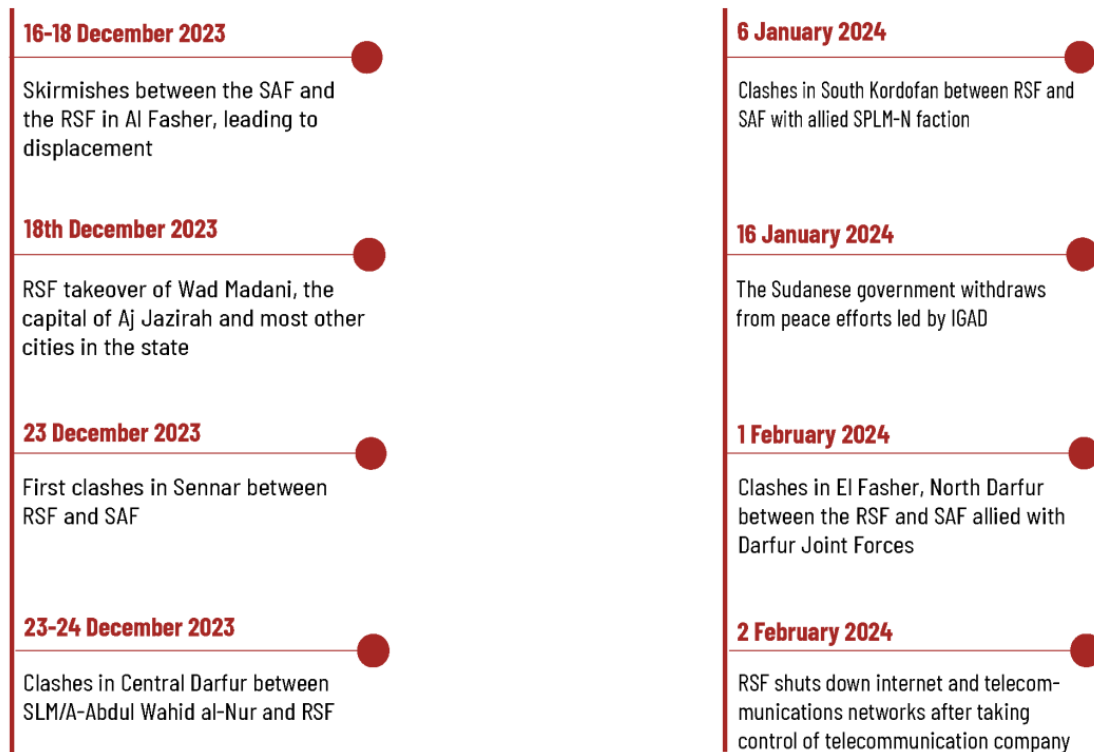 16-18 December 2023
Skirmishes between the SAF and
the RSF in Al Fasher, leading to
displacement
18th December 2023
RSF takeover of Wad Madani, the
capital of Aj Jazirah and most other
cities in the state
23 December 2023
First clashes in Sennar between
RSF and SAF
23-24 December 2023
Clashes in Central Darfur between
SLM/A-Abdul Wahid al-Nur and RSF
6 January 2024
Clashes in South Kordofan between RSF and
SAF with allied SPLM-N faction
16 January 2024
The Sudanese government withdraws
from peace efforts led by IGAD
1 February 2024
Clashes in El Fasher, North Darfur
between the RSF and SAF allied with
Darfur Joint Forces
2 February 2024
RSF shuts down internet and telecom-
munications networks after taking
control of telecommunication company